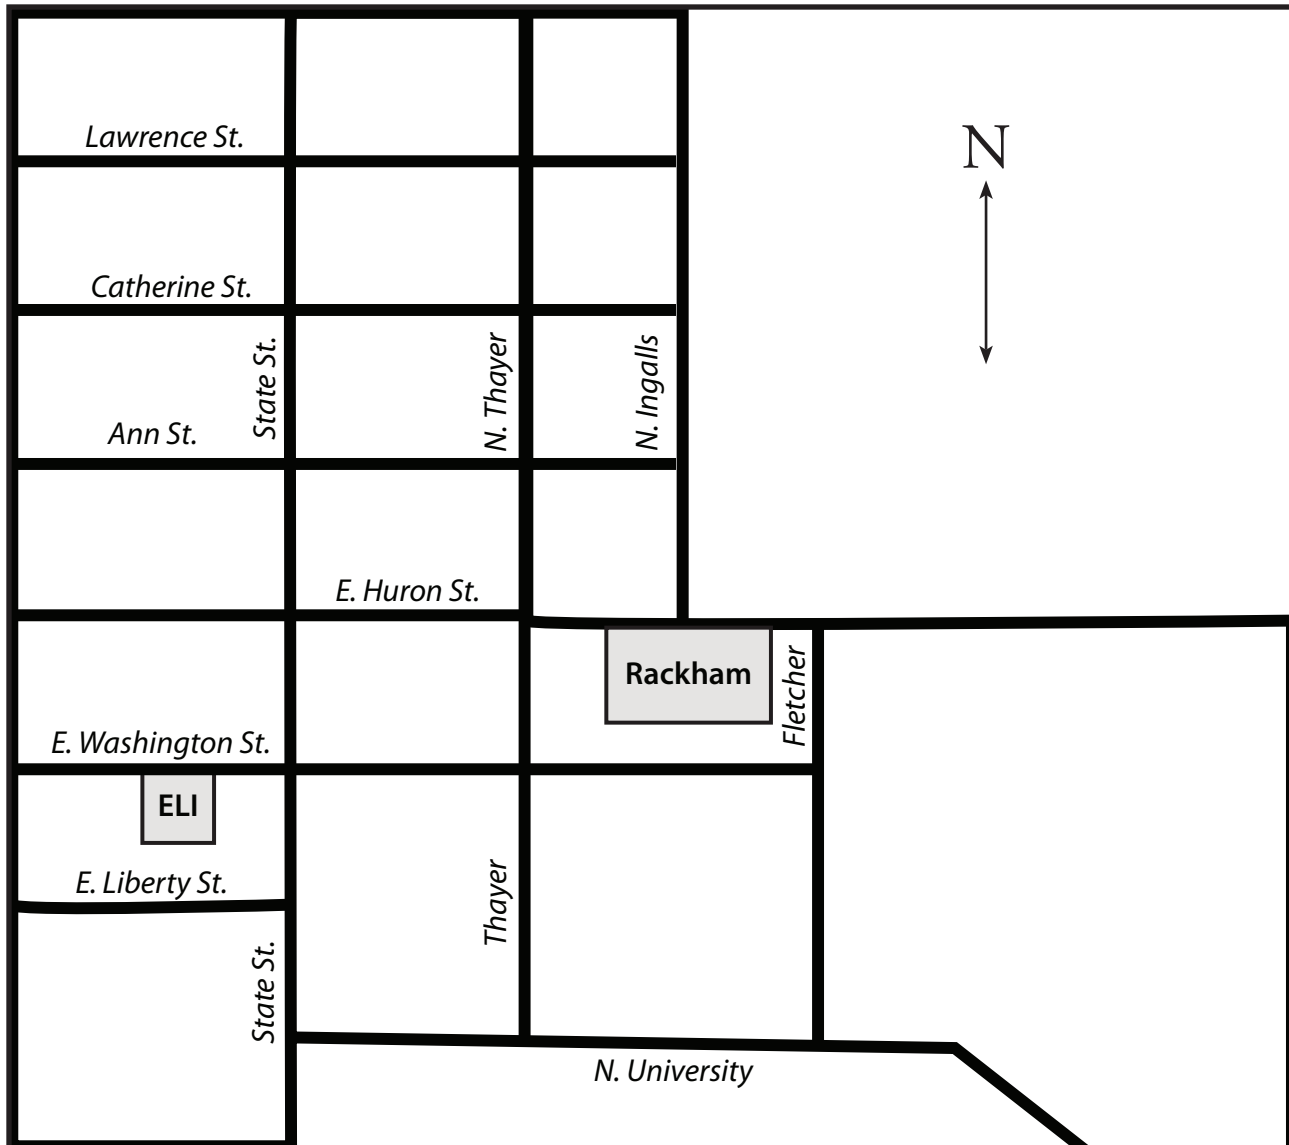 Lawrence St.
N
Catherine St.
State St.
N. Thayer
N. Ingalls
Ann St.
E. Huron St.
Rackham
Fletcher
E. Washington St.
ELI
E. Liberty St.
Thayer
State St.
N. University